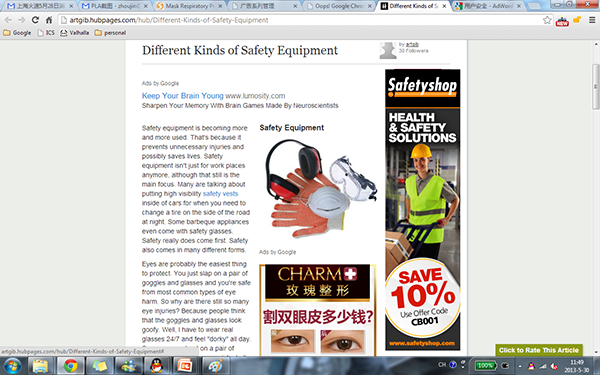 上海火速5月28日
PLA截图 - zhoujin
Mask Respirator P
广告系列管理
Oops! Google Chro
Different Kinds of S
用户安全 - AdWo
artgib.hubpages.com/hub/Different-Kinds-of-Safety-Equipment
Google ICS Valhalla personal
Different Kinds of Safety Equipment
by artgib
30 Followers
Ads by Google
Keep Your Brain Young www.lumosity.com
Sharpen Your Memory With Brain Games Made By Neuroscientists
Safety equipment is becoming more
and more used. That's because it
prevents unnecessary injuries and
possibly saves lives. Safety
equipment isn't just for work places
anymore, although that still is the
main focus. Many are talking about
putting high visiblity safety vests
inside of cars for when you need to
change a tire on the side of the road
at night. Some barbeque appliances
even come with safety glasses.
Safety really does come first. Safety
also comes in many different forms.
Eyes are probably the easiest thing
to protect. You just slap on a pair of
goggles and glasses and you're safe
from most common types of eye
harm. So why are there still so many
eye injuries? Because people think
that the goggles and glasses look
goofy. Well, I have to wear real
glasses 24/7 and feel "dorky" all day.
Safety Equipment
Ads by Google
CHARM
玫瑰整形
割双眼皮多少钱?
Safetyshop
HEALTH
& SAFETY
SOLUTIONS
SAVE
10%
Use Offer Code
CB001
www.safetyshop.com
Click to Rate This Article
artgib.hubpages.com/hub/Different-Kinds-of-Safety-Equipment#
CH
100%
11:49
2013-5-30